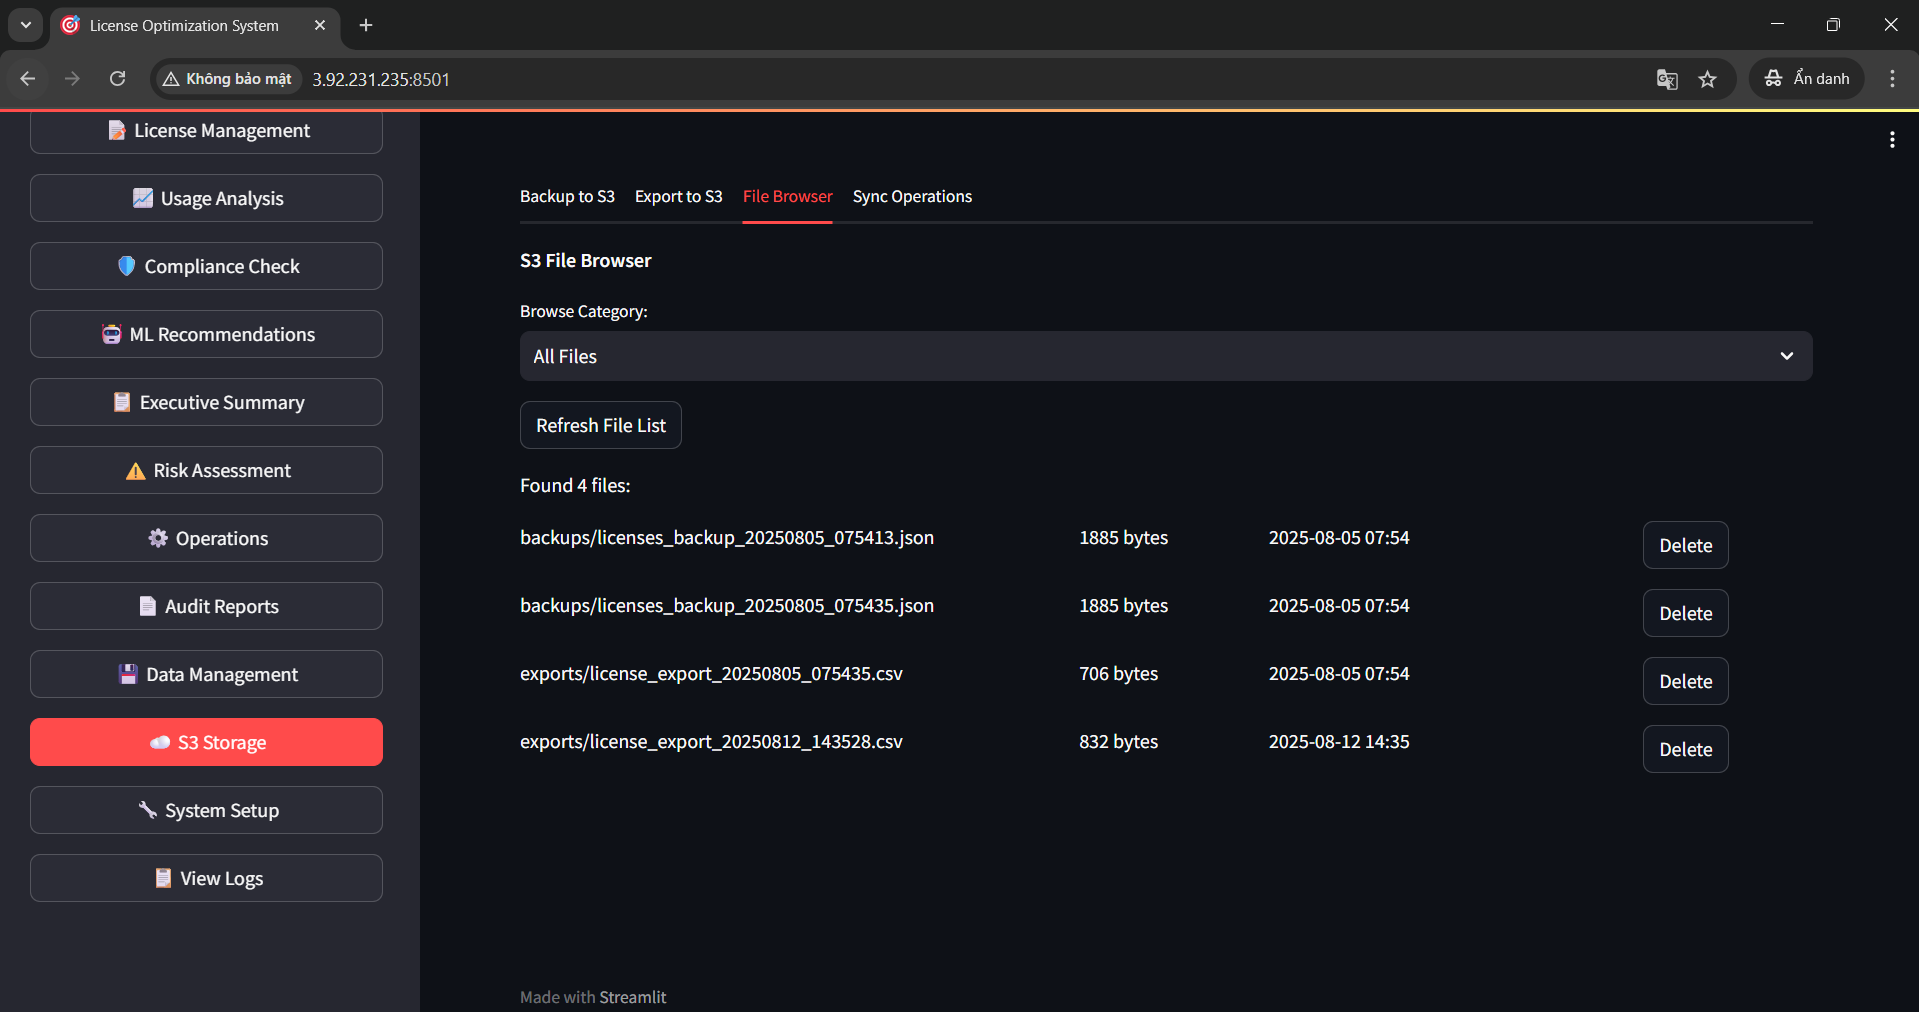 License Optimization System
Không bảo mật 3.92.231.235:8501
Ẩn danh
License Management
Usage Analysis
Compliance Check
ML Recommendations
Executive Summary
Risk Assessment
Operations
Audit Reports
Data Management
S3 Storage
System Setup
View Logs
Backup to S3 Export to S3 File Browser Sync Operations
S3 File Browser
Browse Category:
All Files
Refresh File List
Found 4 files:
backups/licenses_backup_20250805_075413.json 1885 bytes 2025-08-05 07:54 Delete
backups/licenses_backup_20250805_075435.json 1885 bytes 2025-08-05 07:54 Delete
exports/license_export_20250805_075435.csv 706 bytes 2025-08-05 07:54 Delete
exports/license_export_20250812_143528.csv 832 bytes 2025-08-12 14:35 Delete
Made with Streamlit